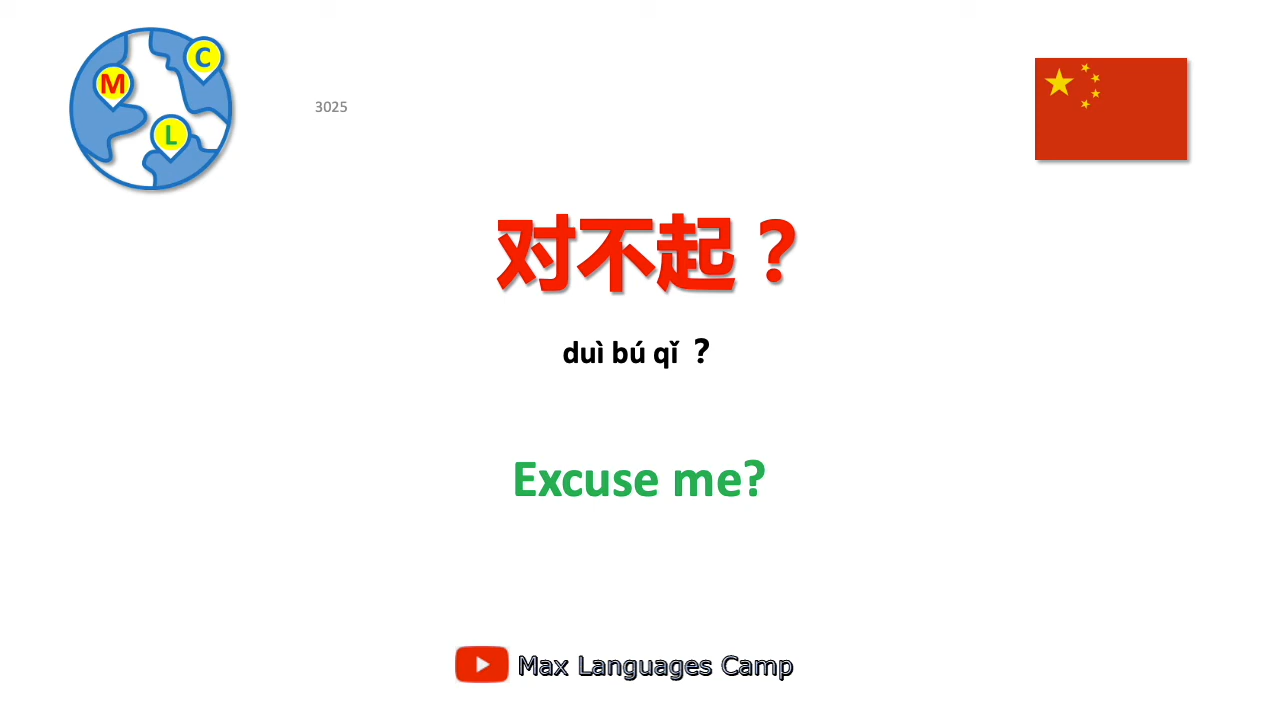 M
C
L
3025
对不起？
duì bú qǐ ？
Excuse me?
Max Languages Camp